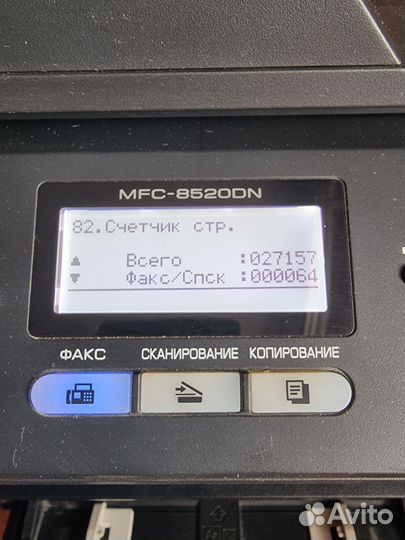 MFC-8520DN
82.Счетчик стр.
▲ Всего :027157
▼ Факс/Спск :000064
ФАКС СКАНИРОВАНИЕ КОПИРОВАНИЕ
Avito